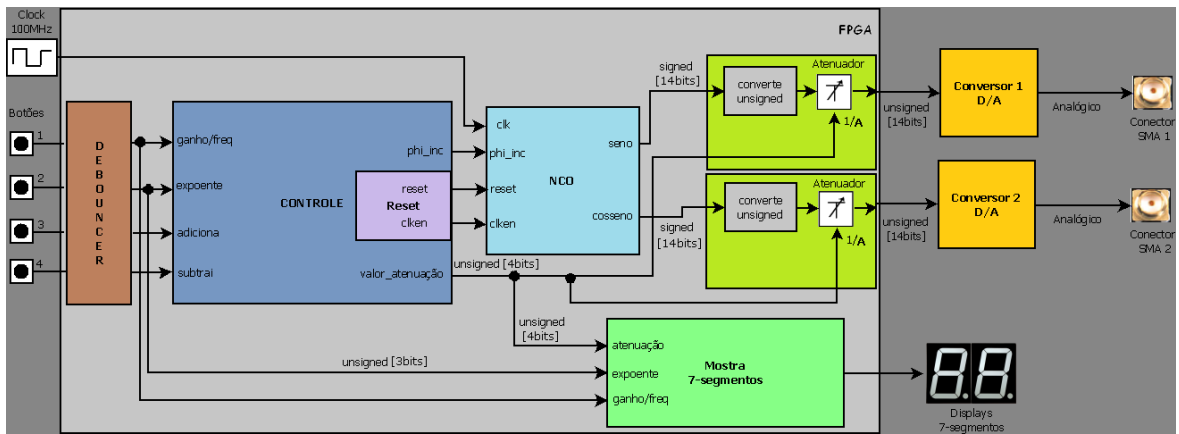 Clock
100MHz
FPGA
Botões
1
2
3
4
DEBOUNCER
ganho/freq
expoente
adiciona
subtrai
CONTROLE
phi_inc
reset
Reset
clken
valor_atenuação
clk
phi_inc
reset
clken
NCO
seno
cosseno
signed
[14bits]
signed
[14bits]
converte
unsigned
Atenuador
1/A
converte
unsigned
Atenuador
1/A
unsigned
[14bits]
unsigned
[14bits]
Conversor 1
D/A
Conversor 2
D/A
Analógico
Analógico
Conector
SMA 1
Conector
SMA 2
unsigned [4bits]
unsigned
[4bits]
unsigned [3bits]
atenuação
expoente
ganho/freq
Mostra
7-segmentos
8.8.
Displays
7-segmentos